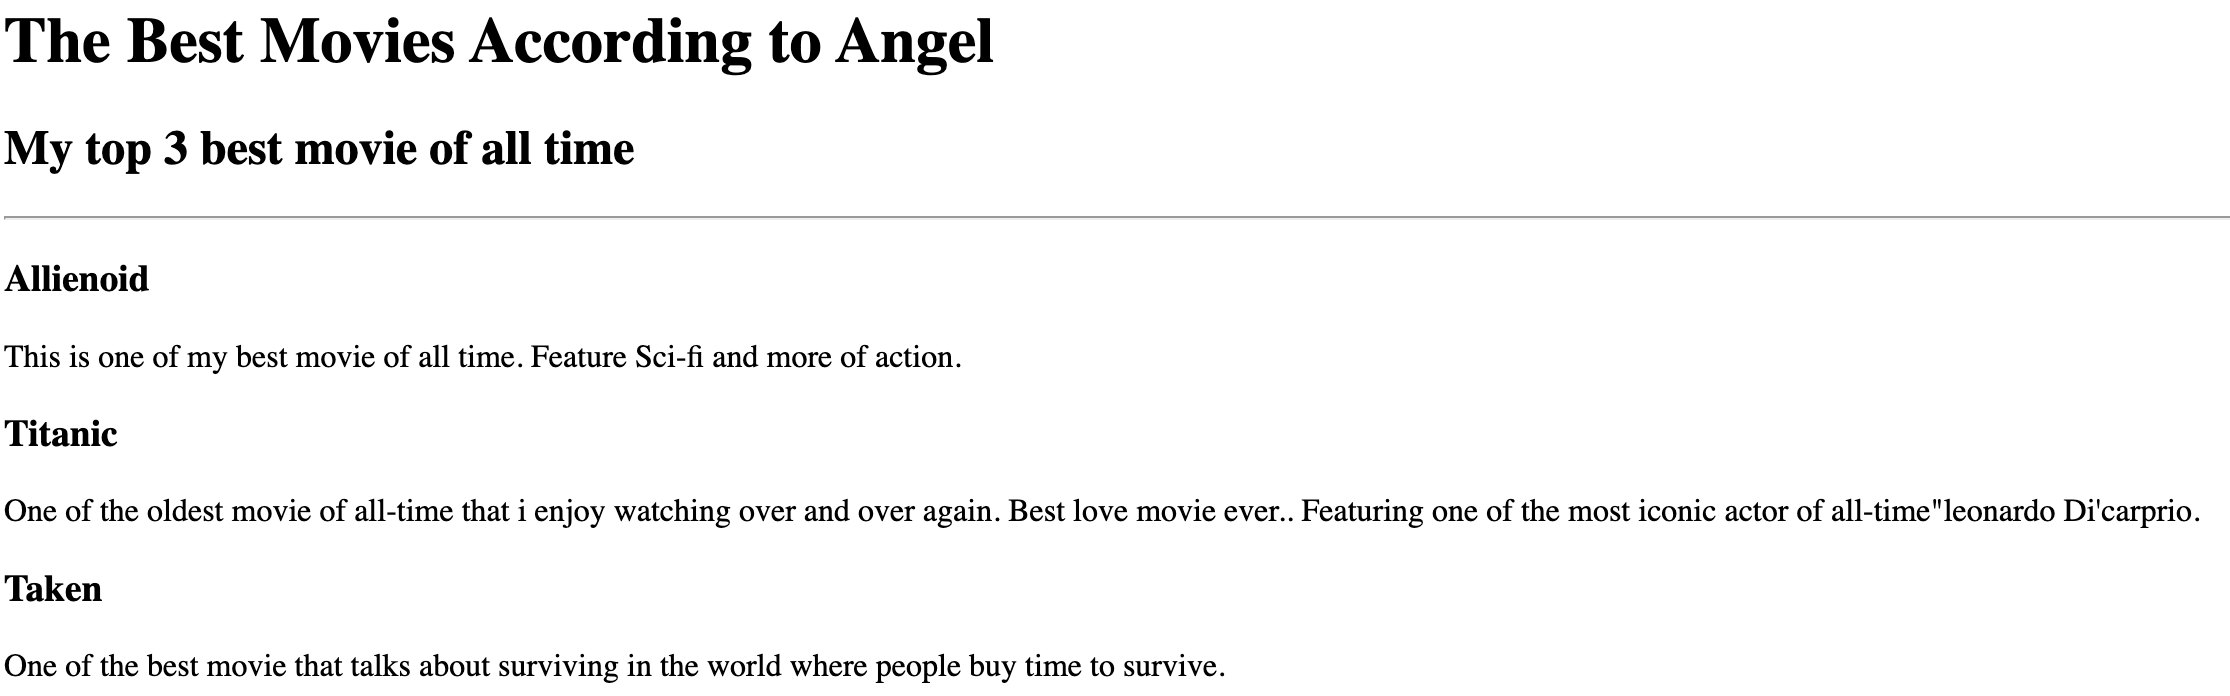 The Best Movies According to Angel
My top 3 best movie of all time
Allienoid
This is one of my best movie of all time. Feature Sci-fi and more of action.
Titanic
One of the oldest movie of all-time that i enjoy watching over and over again. Best love movie ever.. Featuring one of the most iconic actor of all-time"leonardo Di'carprio.
Taken
One of the best movie that talks about surviving in the world where people buy time to survive.